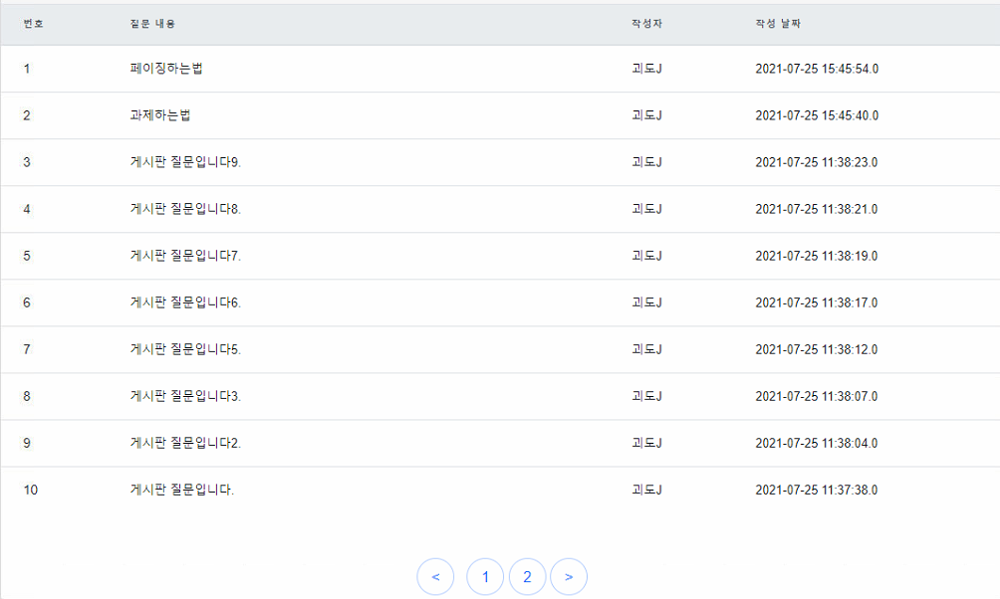 번호 질문 내용 작성자 작성 날짜
1 페이징하는법 괴도J 2021-07-25 15:45:54.0
2 과제하는법 괴도J 2021-07-25 15:45:40.0
3 게시판 질문입니다9. 괴도J 2021-07-25 11:38:23.0
4 게시판 질문입니다8. 괴도J 2021-07-25 11:38:21.0
5 게시판 질문입니다7. 괴도J 2021-07-25 11:38:19.0
6 게시판 질문입니다6. 괴도J 2021-07-25 11:38:17.0
7 게시판 질문입니다5. 괴도J 2021-07-25 11:38:12.0
8 게시판 질문입니다3. 괴도J 2021-07-25 11:38:07.0
9 게시판 질문입니다2. 괴도J 2021-07-25 11:38:04.0
10 게시판 질문입니다. 괴도J 2021-07-25 11:37:38.0
< 1 2 >